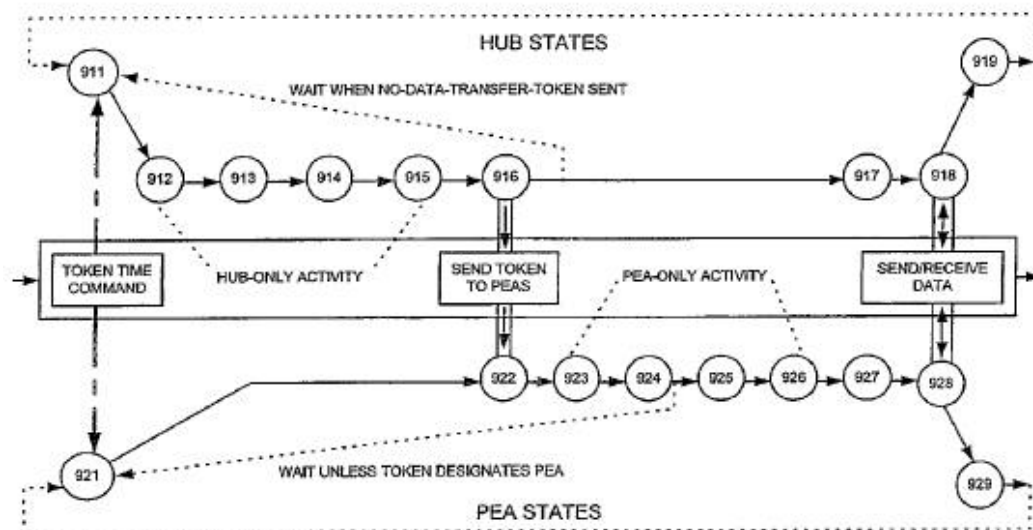 HUB STATES
911
919
WAIT WHEN NO-DATA-TRANSFER-TOKEN SENT
912
913
914
915
916
917
918
TOKEN TIME
COMMAND
HUB-ONLY ACTIVITY
SEND TOKEN
TO PEAS
PEA-ONLY ACTIVITY
SEND/RECEIVE
DATA
922
923
924
925
926
927
928
921
WAIT UNLESS TOKEN DESIGNATES PEA
929
PEA STATES